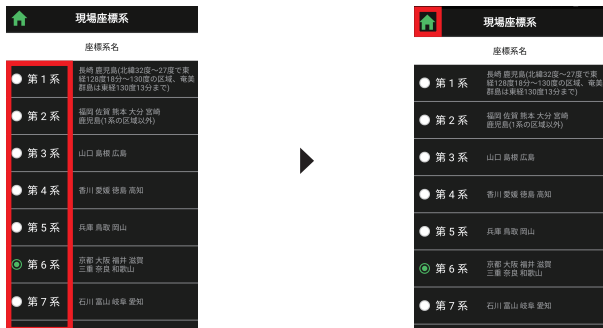 現場座標系
座標系名
第1系
長崎 鹿児島(北緯32度～27度で東
経128度18分～130度の区域、奄美
群島は東経130度13分まで)
第2系
福岡 佐賀 熊本 大分 宮崎
鹿児島(1系の区域以外)
第3系
山口 島根 広島
第4系
香川 愛媛 徳島 高知
第5系
兵庫 鳥取 岡山
第6系
京都 大阪 福井 滋賀
三重 奈良 和歌山
第7系
石川 富山 岐阜 愛知
現場座標系
座標系名
第1系
長崎 鹿児島(北緯32度～27度で東
経128度18分～130度の区域、奄美
群島は東経130度13分まで)
第2系
福岡 佐賀 熊本 大分 宮崎
鹿児島(1系の区域以外)
第3系
山口 島根 広島
第4系
香川 愛媛 徳島 高知
第5系
兵庫 鳥取 岡山
第6系
京都 大阪 福井 滋賀
三重 奈良 和歌山
第7系
石川 富山 岐阜 愛知